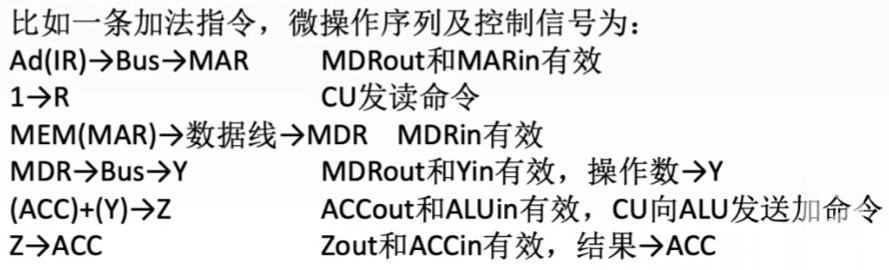 比如一条加法指令，微操作序列及控制信号为：
Ad(IR)→Bus→MAR MDRout和MARin有效
1→R CU发读命令
MEM(MAR)→数据线→MDR MDRin有效
MDR→Bus→Y MDRout和Yin有效，操作数→Y
(ACC)+(Y)→Z ACCout和ALUin有效，CU向ALU发送加命令
Z→ACC Zout和ACCin有效，结果→ACC